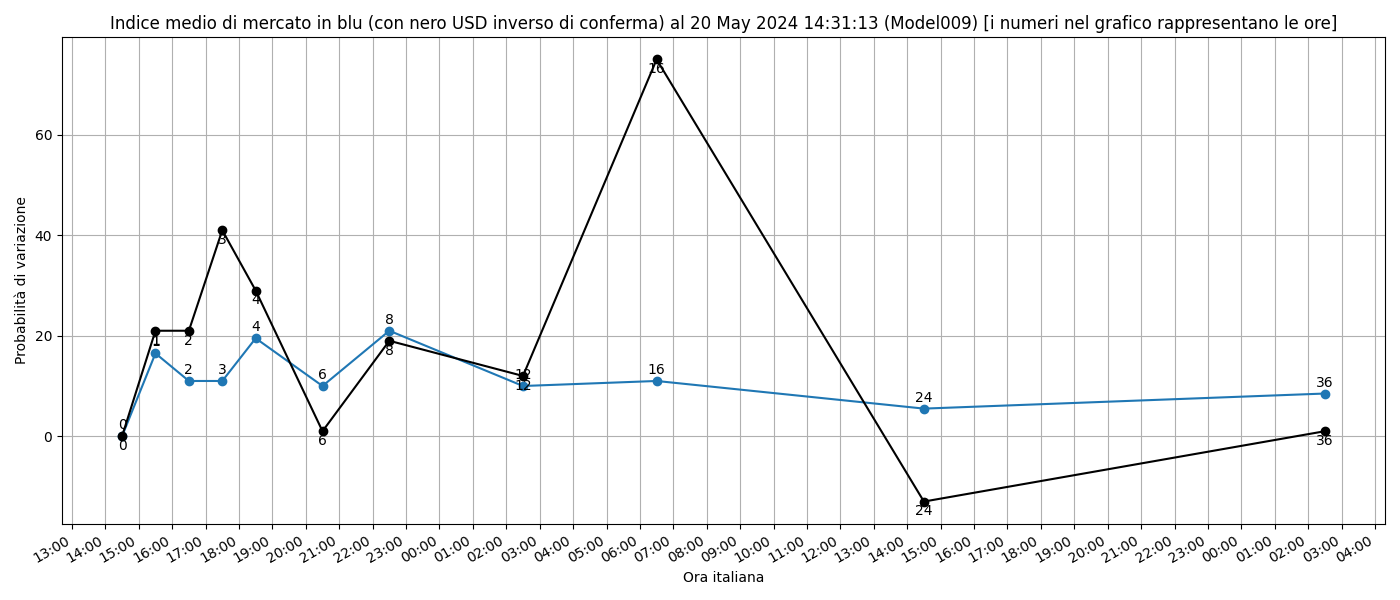 Indice medio di mercato in blu (con nero USD inverso di conferma) al 20 May 2024 14:31:13 (Model009) [i numeri nel grafico rappresentano le ore]
Probabilità di variazione
60
40
20
0
0 1 2 3 4 6 8 12 16 24 36
0 1 2 3 4 6 8 12 16 24 36
13:00 14:00 15:00 16:00 17:00 18:00 19:00 20:00 21:00 22:00 23:00 00:00 01:00 02:00 03:00 04:00 05:00 06:00 07:00 08:00 09:00 10:00 11:00 12:00 13:00 14:00 15:00 16:00 17:00 18:00 19:00 20:00 21:00 22:00 23:00 00:00 01:00 02:00 03:00 04:00
Ora italiana